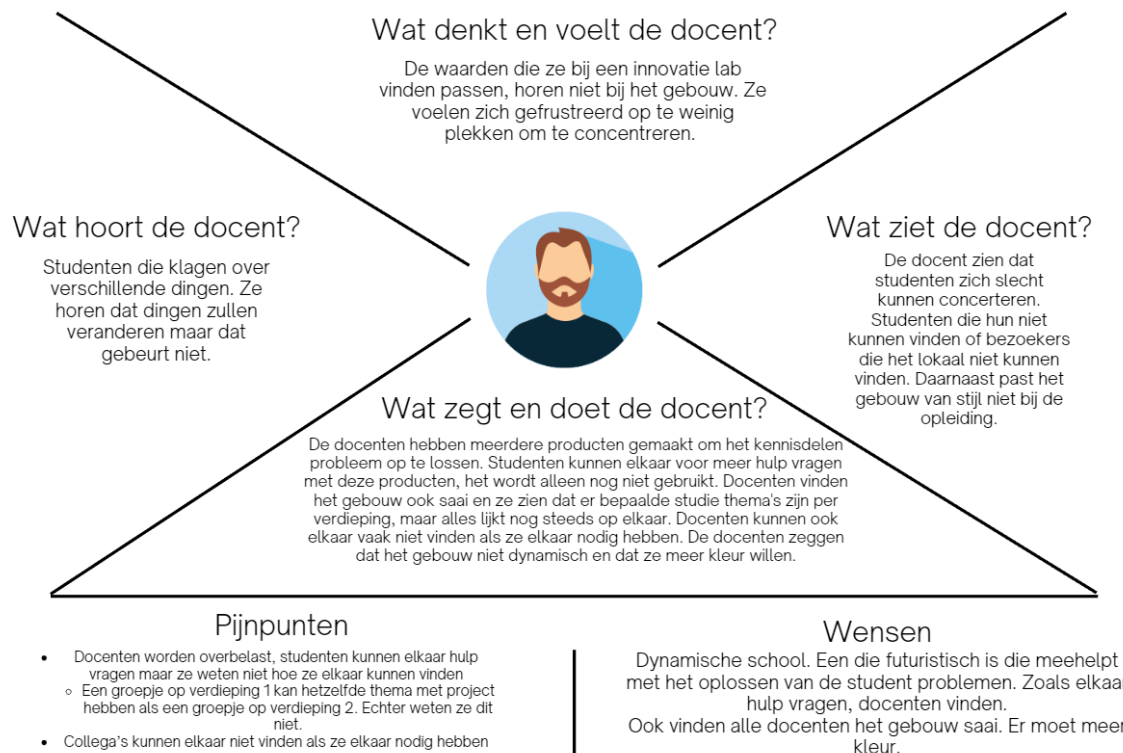 Wat denkt en voelt de docent?
De waarden die ze bij een innovatie lab
vinden passen, horen niet bij het gebouw. Ze
voelen zich gefrustreerd op te weinig
plekken om te concentreren.
Wat hoort de docent?
Studenten die klagen over
verschillende dingen. Ze
horen dat dingen zullen
veranderen maar dat
gebeurt niet.
Wat ziet de docent?
De docent zien dat
studenten zich slecht
kunnen concerteren.
Studenten die hun niet
kunnen vinden of bezoekers
die het lokaal niet kunnen
vinden. Daarnaast past het
gebouw van stijl niet bij de
opleiding.
Wat zegt en doet de docent?
De docenten hebben meerdere producten gemaakt om het kennisdelen
probleem op te lossen. Studenten kunnen elkaar voor meer hulp vragen
met deze producten, het wordt alleen nog niet gebruikt. Docenten vinden
het gebouw ook saai en ze zien dat er bepaalde studie thema's zijn per
verdieping, maar alles lijkt nog steeds op elkaar. Docenten kunnen ook
elkaar vaak niet vinden als ze elkaar nodig hebben. De docenten zeggen
dat het gebouw niet dynamisch en dat ze meer kleur willen.
Pijnpunten
• Docenten worden overbelast, studenten kunnen elkaar hulp
vragen maar ze weten niet hoe ze elkaar kunnen vinden
◦ Een groepje op verdieping 1 kan hetzelfde thema met project
hebben als een groepje op verdieping 2. Echter weten ze dit
niet.
• Collega's kunnen elkaar niet vinden als ze elkaar nodig hebben
Wensen
Dynamische school. Een die futuristisch is die meehelpt
met het oplossen van de student problemen. Zoals elkaar
hulp vragen, docenten vinden.
Ook vinden alle docenten het gebouw saai. Er moet meer
kleur.